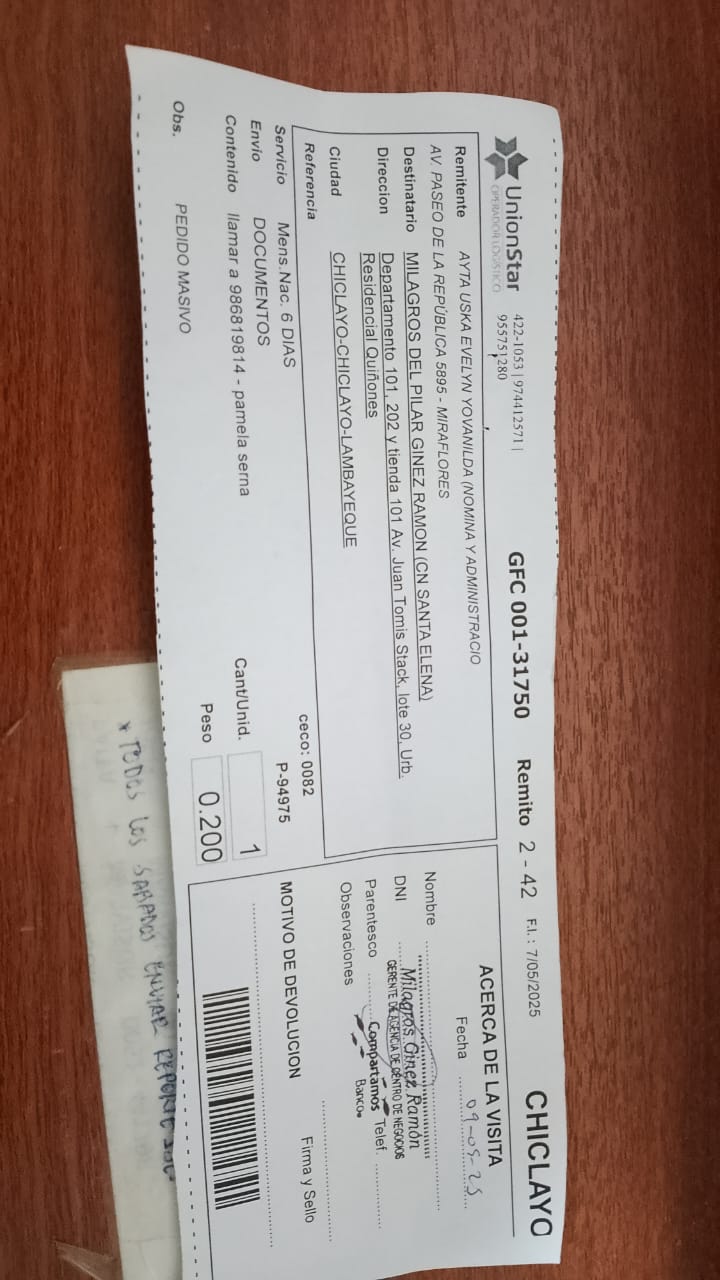 UnionStar
OPERADOR LOGÍSTICO
422-1053 | 974412571 |
955751280
GFC 001-31750
Remito 2 - 42
F.I. : 7/05/2025
CHICLAYO
Remitente AYTA USKA EVELYN YOVANILDA (NOMINA Y ADMINISTRACIO
AV. PASEO DE LA REPÚBLICA 5895 - MIRAFLORES
Destinatario MILAGROS DEL PILAR GINEZ RAMON (CN SANTA ELENA)
Direccion Departamento 101, 202 y tienda 101 Av. Juan Tomis Stack, lote 30, Urb.
Residencial Quiñones
Ciudad CHICLAYO-CHICLAYO-LAMBAYEQUE
Referencia
ceco: 0082
Servicio Mens.Nac. 6 DIAS
P-94975
Envio DOCUMENTOS
Contenido llamar a 986819814 - pamela serna
Cant/Unid. 1
Peso 0.200
Obs. PEDIDO MASIVO
ACERCA DE LA VISITA
Fecha 09-05-25
Nombre
Milagros Ginez Ramón
DNI
GERENTE DE AGENCIA DE CENTRO DE NEGOCIOS
Parentesco
Compartamos
Banco
Telef.
Observaciones
MOTIVO DE DEVOLUCION
Firma y Sello
* TODOS LOS SABADOS ENVIAR REPORTE